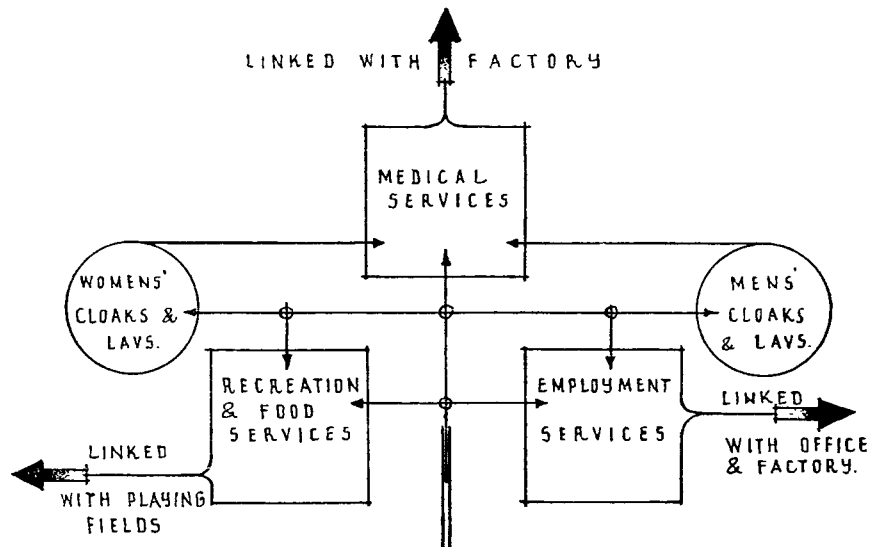 LINKED WITH FACTORY
MEDICAL
SERVICES
WOMENS'
CLOAKS &
LAVS.
MENS'
CLOAKS
& LAVS.
RECREATION
& FOOD
SERVICES
EMPLOYMENT
SERVICES
LINKED
WITH OFFICE
& FACTORY.
LINKED
WITH PLAYING
FIELDS